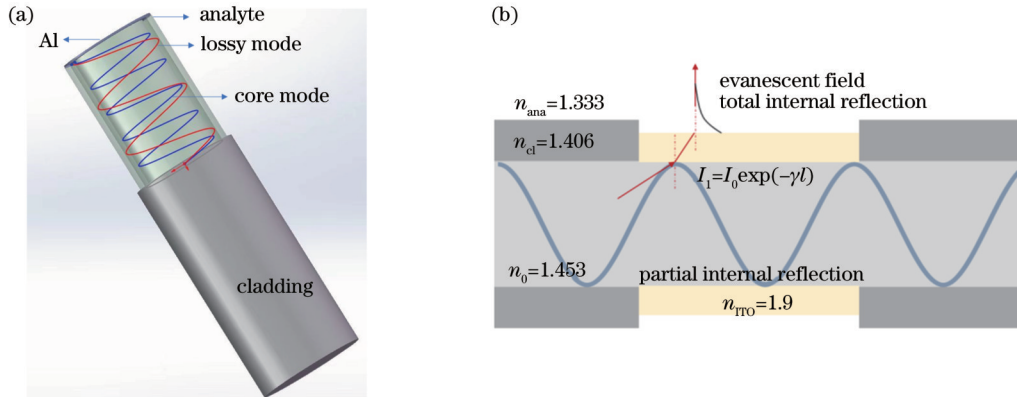 (a)
analyte
Al
lossy mode
core mode
cladding
(b)
evanescent field
total internal reflection
n_ana=1.333
n_cl=1.406
I_1=I_0exp(−γl)
n_0=1.453
partial internal reflection
n_ITO=1.9